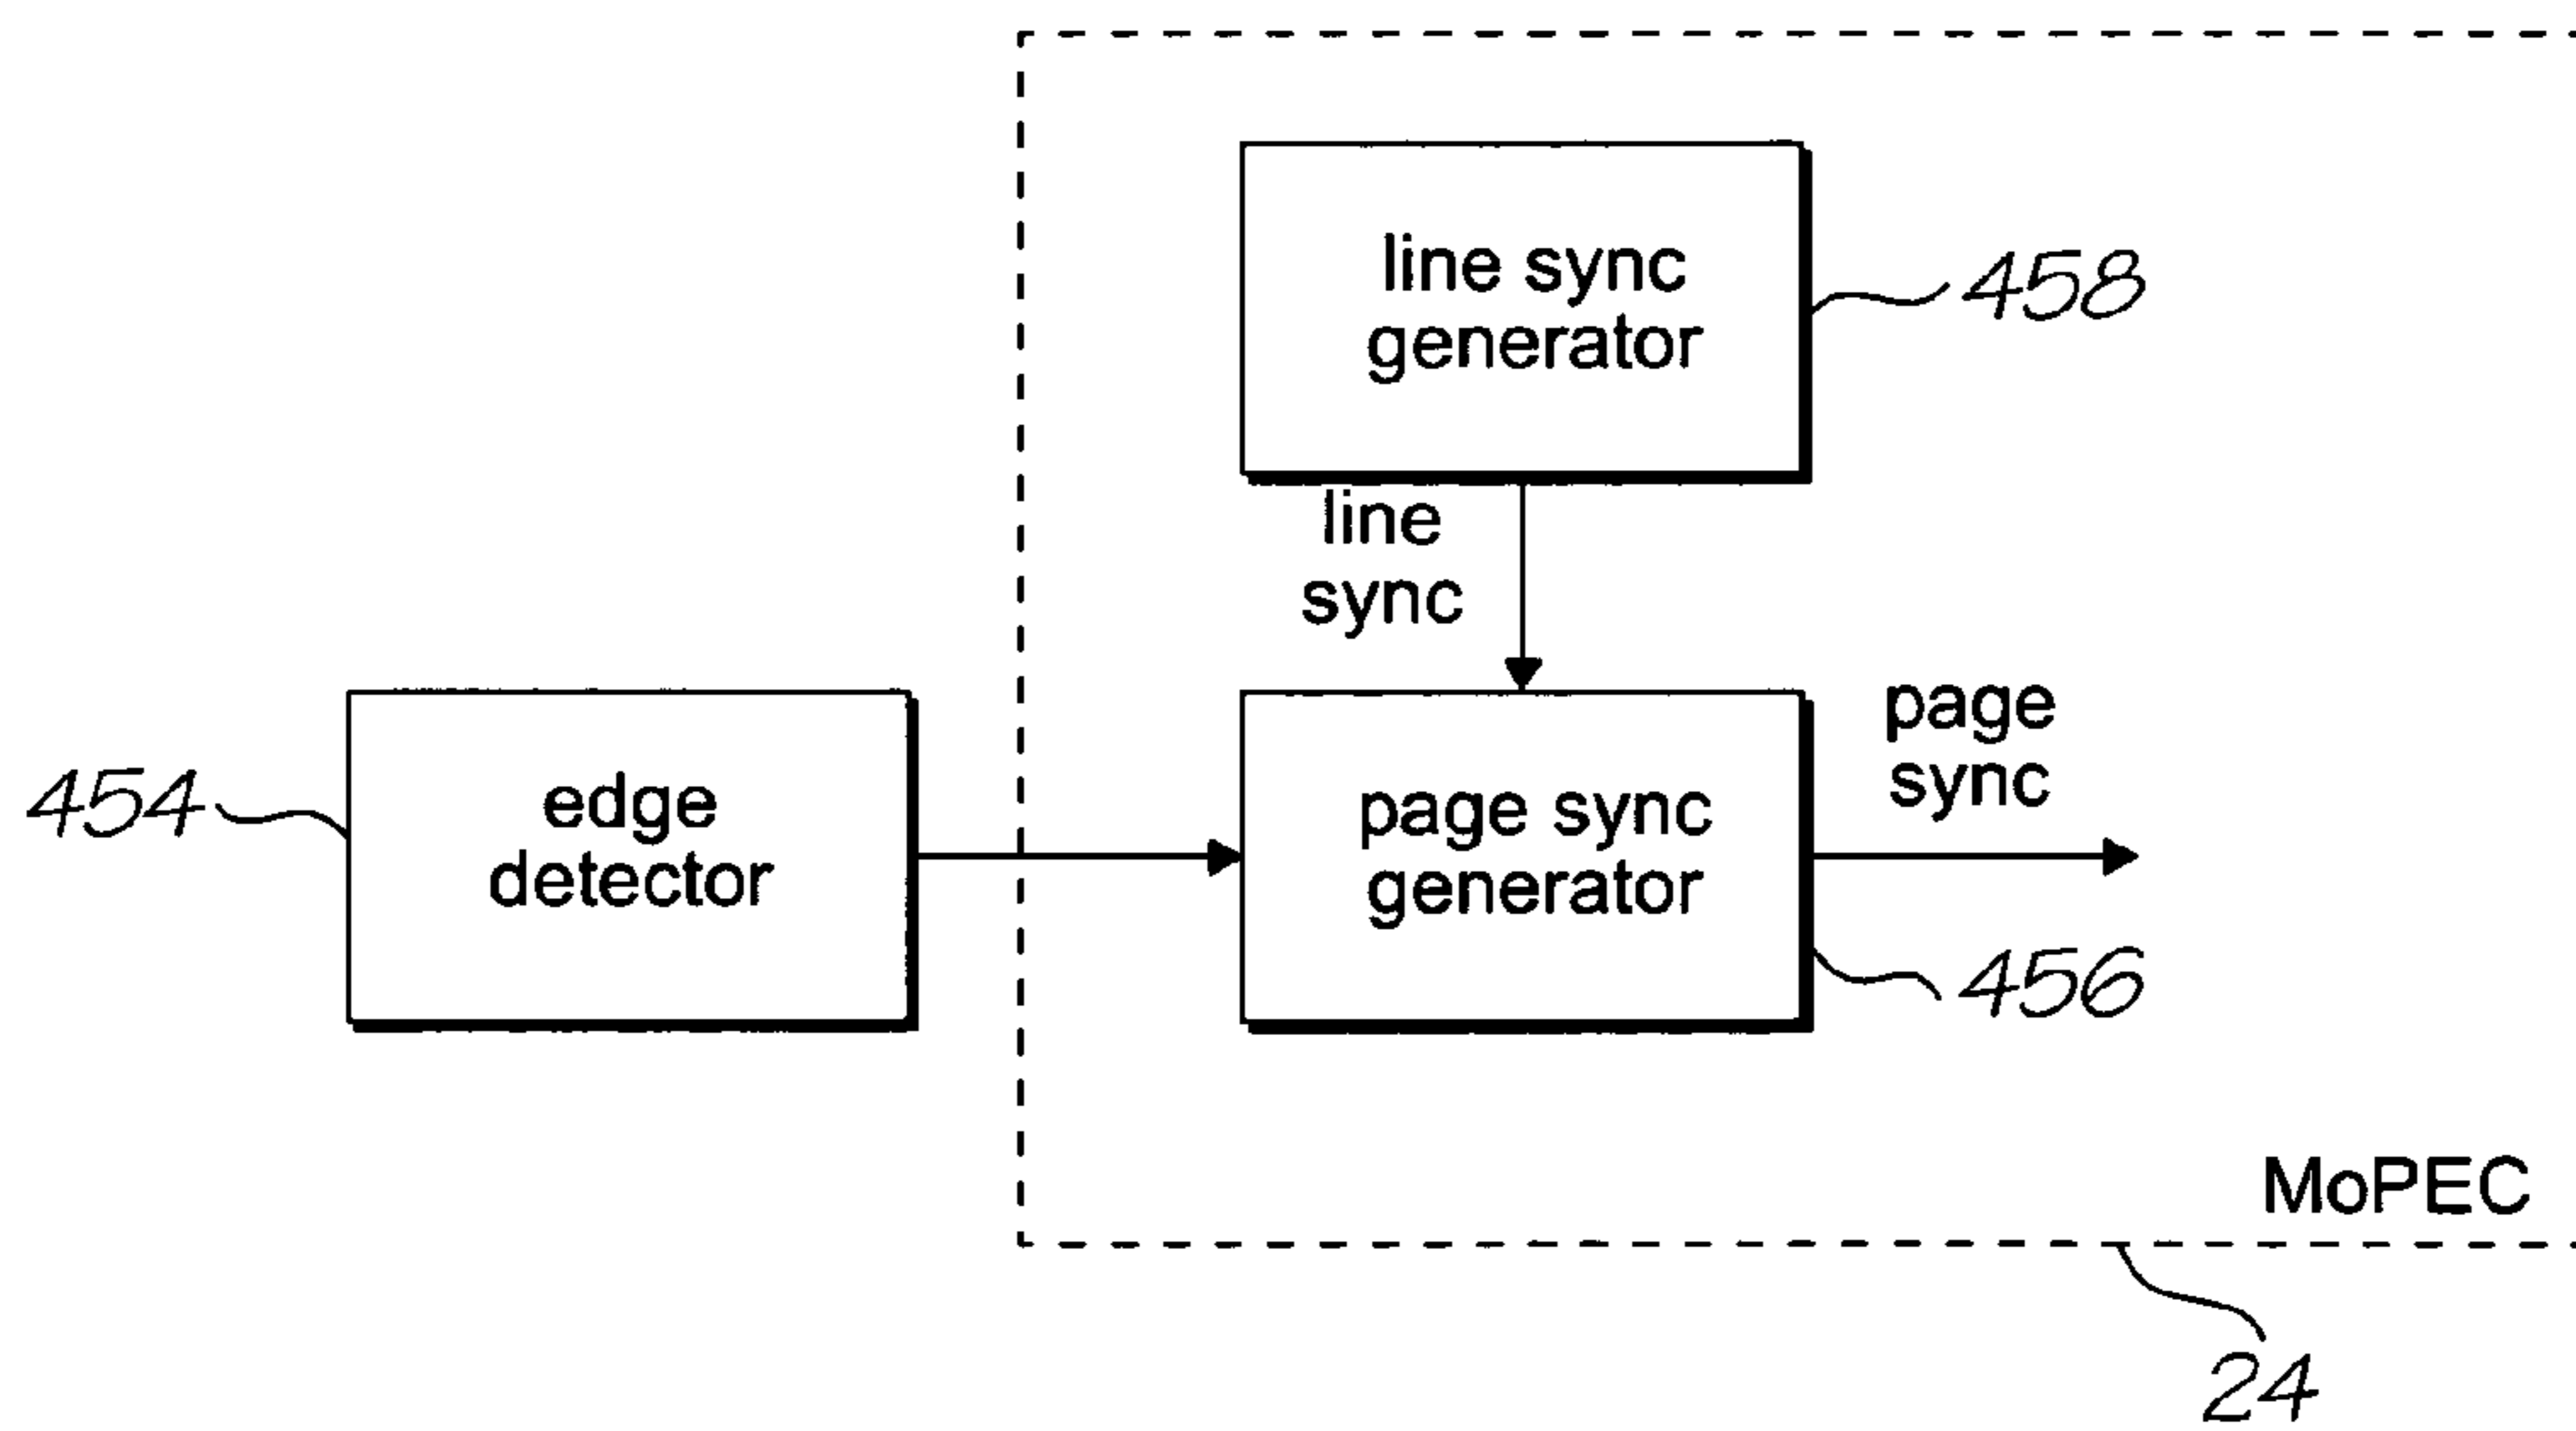 line sync
generator
458
line
sync
page
sync
454
edge
detector
page sync
generator
456
MoPEC
24